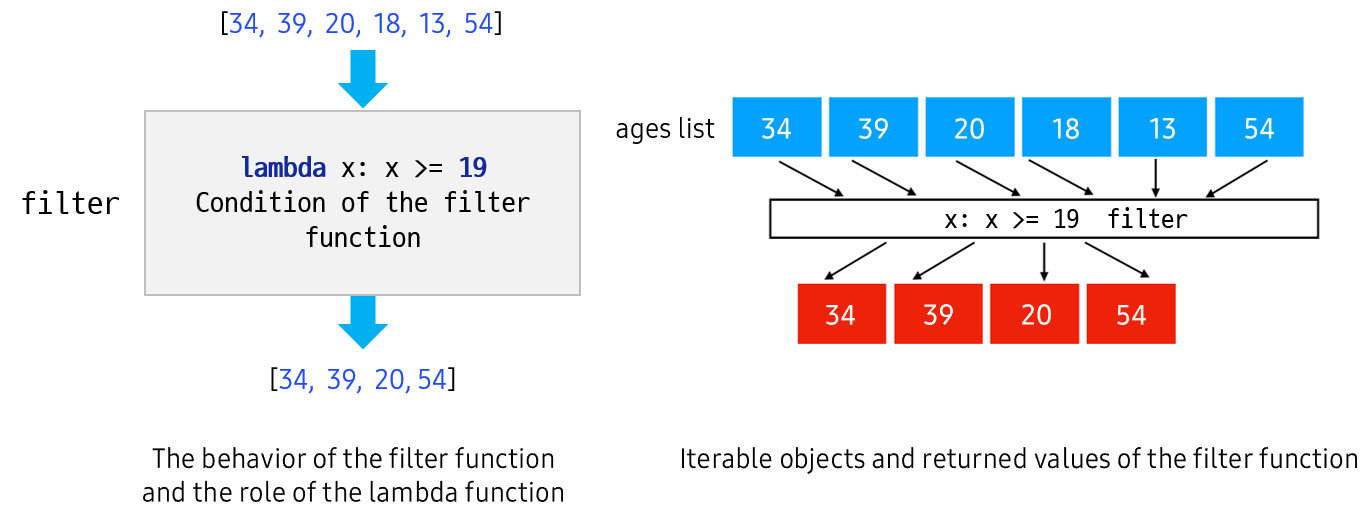 [34, 39, 20, 18, 13, 54]
filter
lambda x: x >= 19
Condition of the filter
function
[34, 39, 20, 54]
The behavior of the filter function
and the role of the lambda function
ages list 34 39 20 18 13 54
x: x >= 19 filter
34 39 20 54
Iterable objects and returned values of the filter function